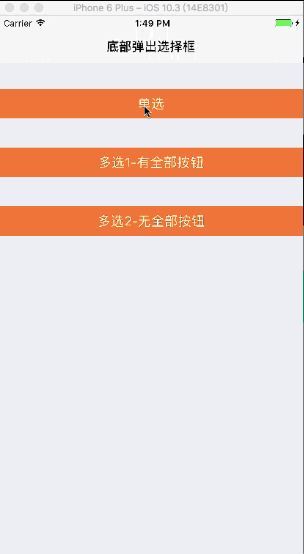 iPhone 6 Plus – iOS 10.3 (14E8301)
Carrier 1:49 PM
底部弹出选择框
单选
多选1-有全部按钮
多选2-无全部按钮